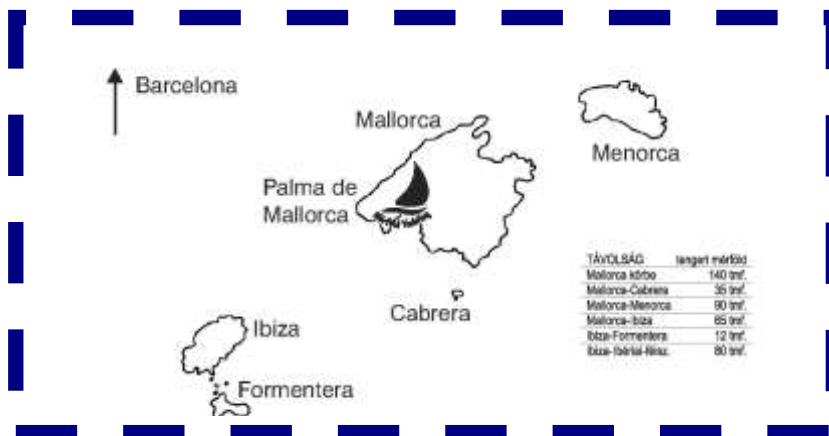 Barcelona
Mallorca
Menorca
Palma de
Mallorca
TÁVOLSÁG tengeri mérföld
Mallorca körbe 140 tmf.
Mallorca-Cabrera 35 tmf.
Mallorca-Menorca 90 tmf.
Mallorca-Ibiza 65 tmf.
Ibiza-Formentera 12 tmf.
80 tmf.
Cabrera
Ibiza
Formentera